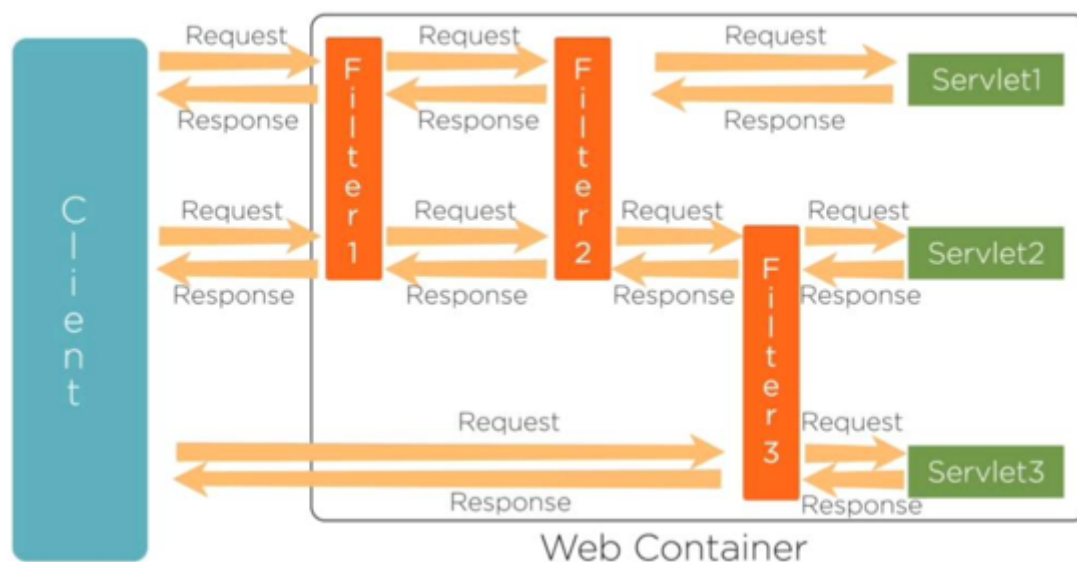 Request
Request
Request
Servlet1
Response
Response
Response
Client
Filter1
Filter2
Request
Request
Request
Request
Servlet2
Response
Response
Response
Response
Filter3
Request
Request
Servlet3
Response
Response
Web Container